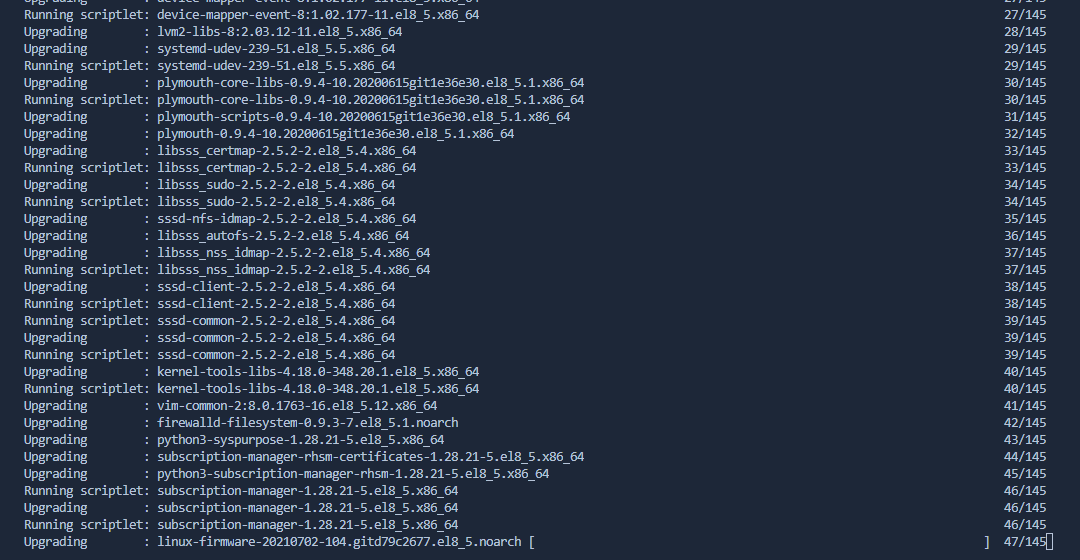 Upgrading        : device-mapper-event-8:1.02.177-11.el8_5.x86_64 27/145
Running scriptlet: device-mapper-event-8:1.02.177-11.el8_5.x86_64 27/145
Upgrading        : lvm2-libs-8:2.03.12-11.el8_5.x86_64 28/145
Upgrading        : systemd-udev-239-51.el8_5.5.x86_64 29/145
Running scriptlet: systemd-udev-239-51.el8_5.5.x86_64 29/145
Upgrading        : plymouth-core-libs-0.9.4-10.20200615git1e36e30.el8_5.1.x86_64 30/145
Running scriptlet: plymouth-core-libs-0.9.4-10.20200615git1e36e30.el8_5.1.x86_64 30/145
Upgrading        : plymouth-scripts-0.9.4-10.20200615git1e36e30.el8_5.1.x86_64 31/145
Upgrading        : plymouth-0.9.4-10.20200615git1e36e30.el8_5.1.x86_64 32/145
Upgrading        : libsss_certmap-2.5.2-2.el8_5.4.x86_64 33/145
Running scriptlet: libsss_certmap-2.5.2-2.el8_5.4.x86_64 33/145
Upgrading        : libsss_sudo-2.5.2-2.el8_5.4.x86_64 34/145
Running scriptlet: libsss_sudo-2.5.2-2.el8_5.4.x86_64 34/145
Upgrading        : sssd-nfs-idmap-2.5.2-2.el8_5.4.x86_64 35/145
Upgrading        : libsss_autofs-2.5.2-2.el8_5.4.x86_64 36/145
Upgrading        : libsss_nss_idmap-2.5.2-2.el8_5.4.x86_64 37/145
Running scriptlet: libsss_nss_idmap-2.5.2-2.el8_5.4.x86_64 37/145
Upgrading        : sssd-client-2.5.2-2.el8_5.4.x86_64 38/145
Running scriptlet: sssd-client-2.5.2-2.el8_5.4.x86_64 38/145
Running scriptlet: sssd-common-2.5.2-2.el8_5.4.x86_64 39/145
Upgrading        : sssd-common-2.5.2-2.el8_5.4.x86_64 39/145
Running scriptlet: sssd-common-2.5.2-2.el8_5.4.x86_64 39/145
Upgrading        : kernel-tools-libs-4.18.0-348.20.1.el8_5.x86_64 40/145
Running scriptlet: kernel-tools-libs-4.18.0-348.20.1.el8_5.x86_64 40/145
Upgrading        : vim-common-2:8.0.1763-16.el8_5.12.x86_64 41/145
Upgrading        : firewalld-filesystem-0.9.3-7.el8_5.1.noarch 42/145
Upgrading        : python3-syspurpose-1.28.21-5.el8_5.x86_64 43/145
Upgrading        : subscription-manager-rhsm-certificates-1.28.21-5.el8_5.x86_64 44/145
Upgrading        : python3-subscription-manager-rhsm-1.28.21-5.el8_5.x86_64 45/145
Running scriptlet: subscription-manager-1.28.21-5.el8_5.x86_64 46/145
Upgrading        : subscription-manager-1.28.21-5.el8_5.x86_64 46/145
Running scriptlet: subscription-manager-1.28.21-5.el8_5.x86_64 46/145
Upgrading        : linux-firmware-20210702-104.gitd79c2677.el8_5.noarch [ ] 47/145